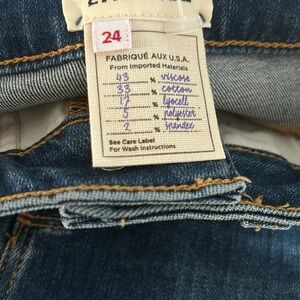 24
FABRIQUÉ AUX U.S.A.
From Imported Materials
43 % viscose
33 % cotton
17 % lyocell
5 % polyester
2 % spandex
See Care Label
For Wash Instructions